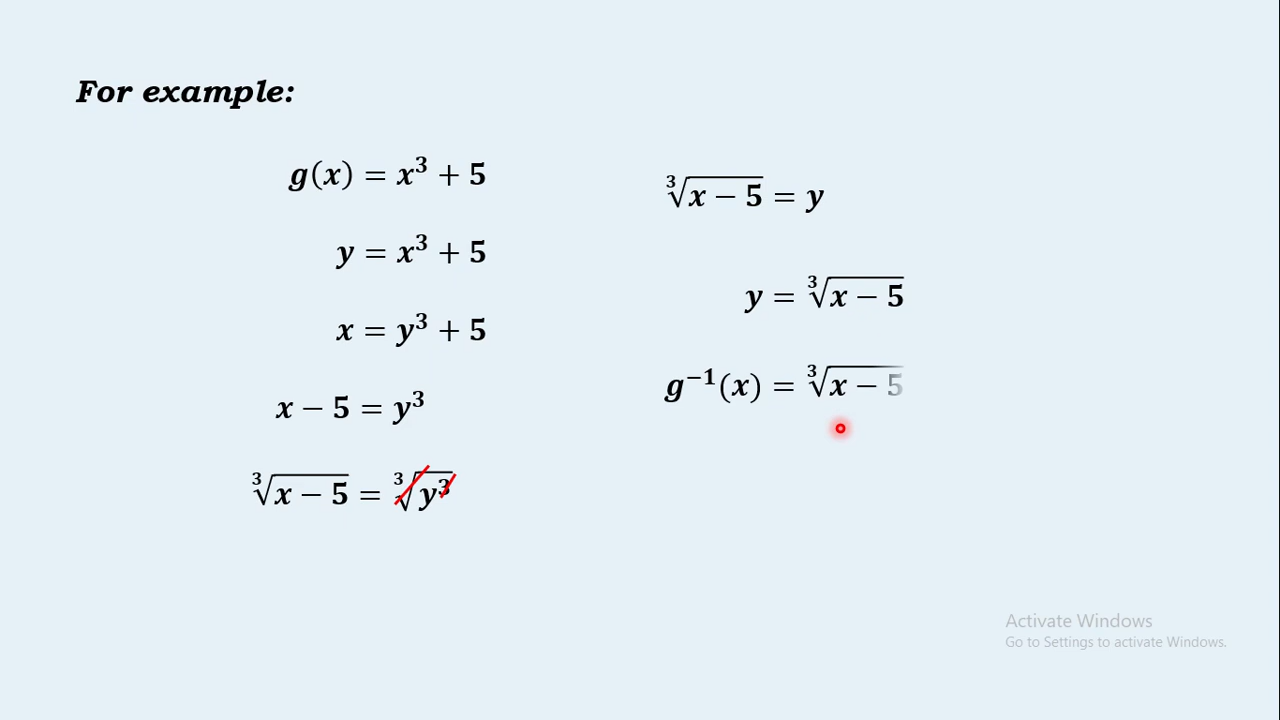 For example:
g(x) = x³ + 5
y = x³ + 5
x = y³ + 5
x − 5 = y³
∛(x − 5) = ∛(y³)
∛(x − 5) = y
y = ∛(x − 5)
g⁻¹(x) = ∛(x − 5)
Activate Windows
Go to Settings to activate Windows.